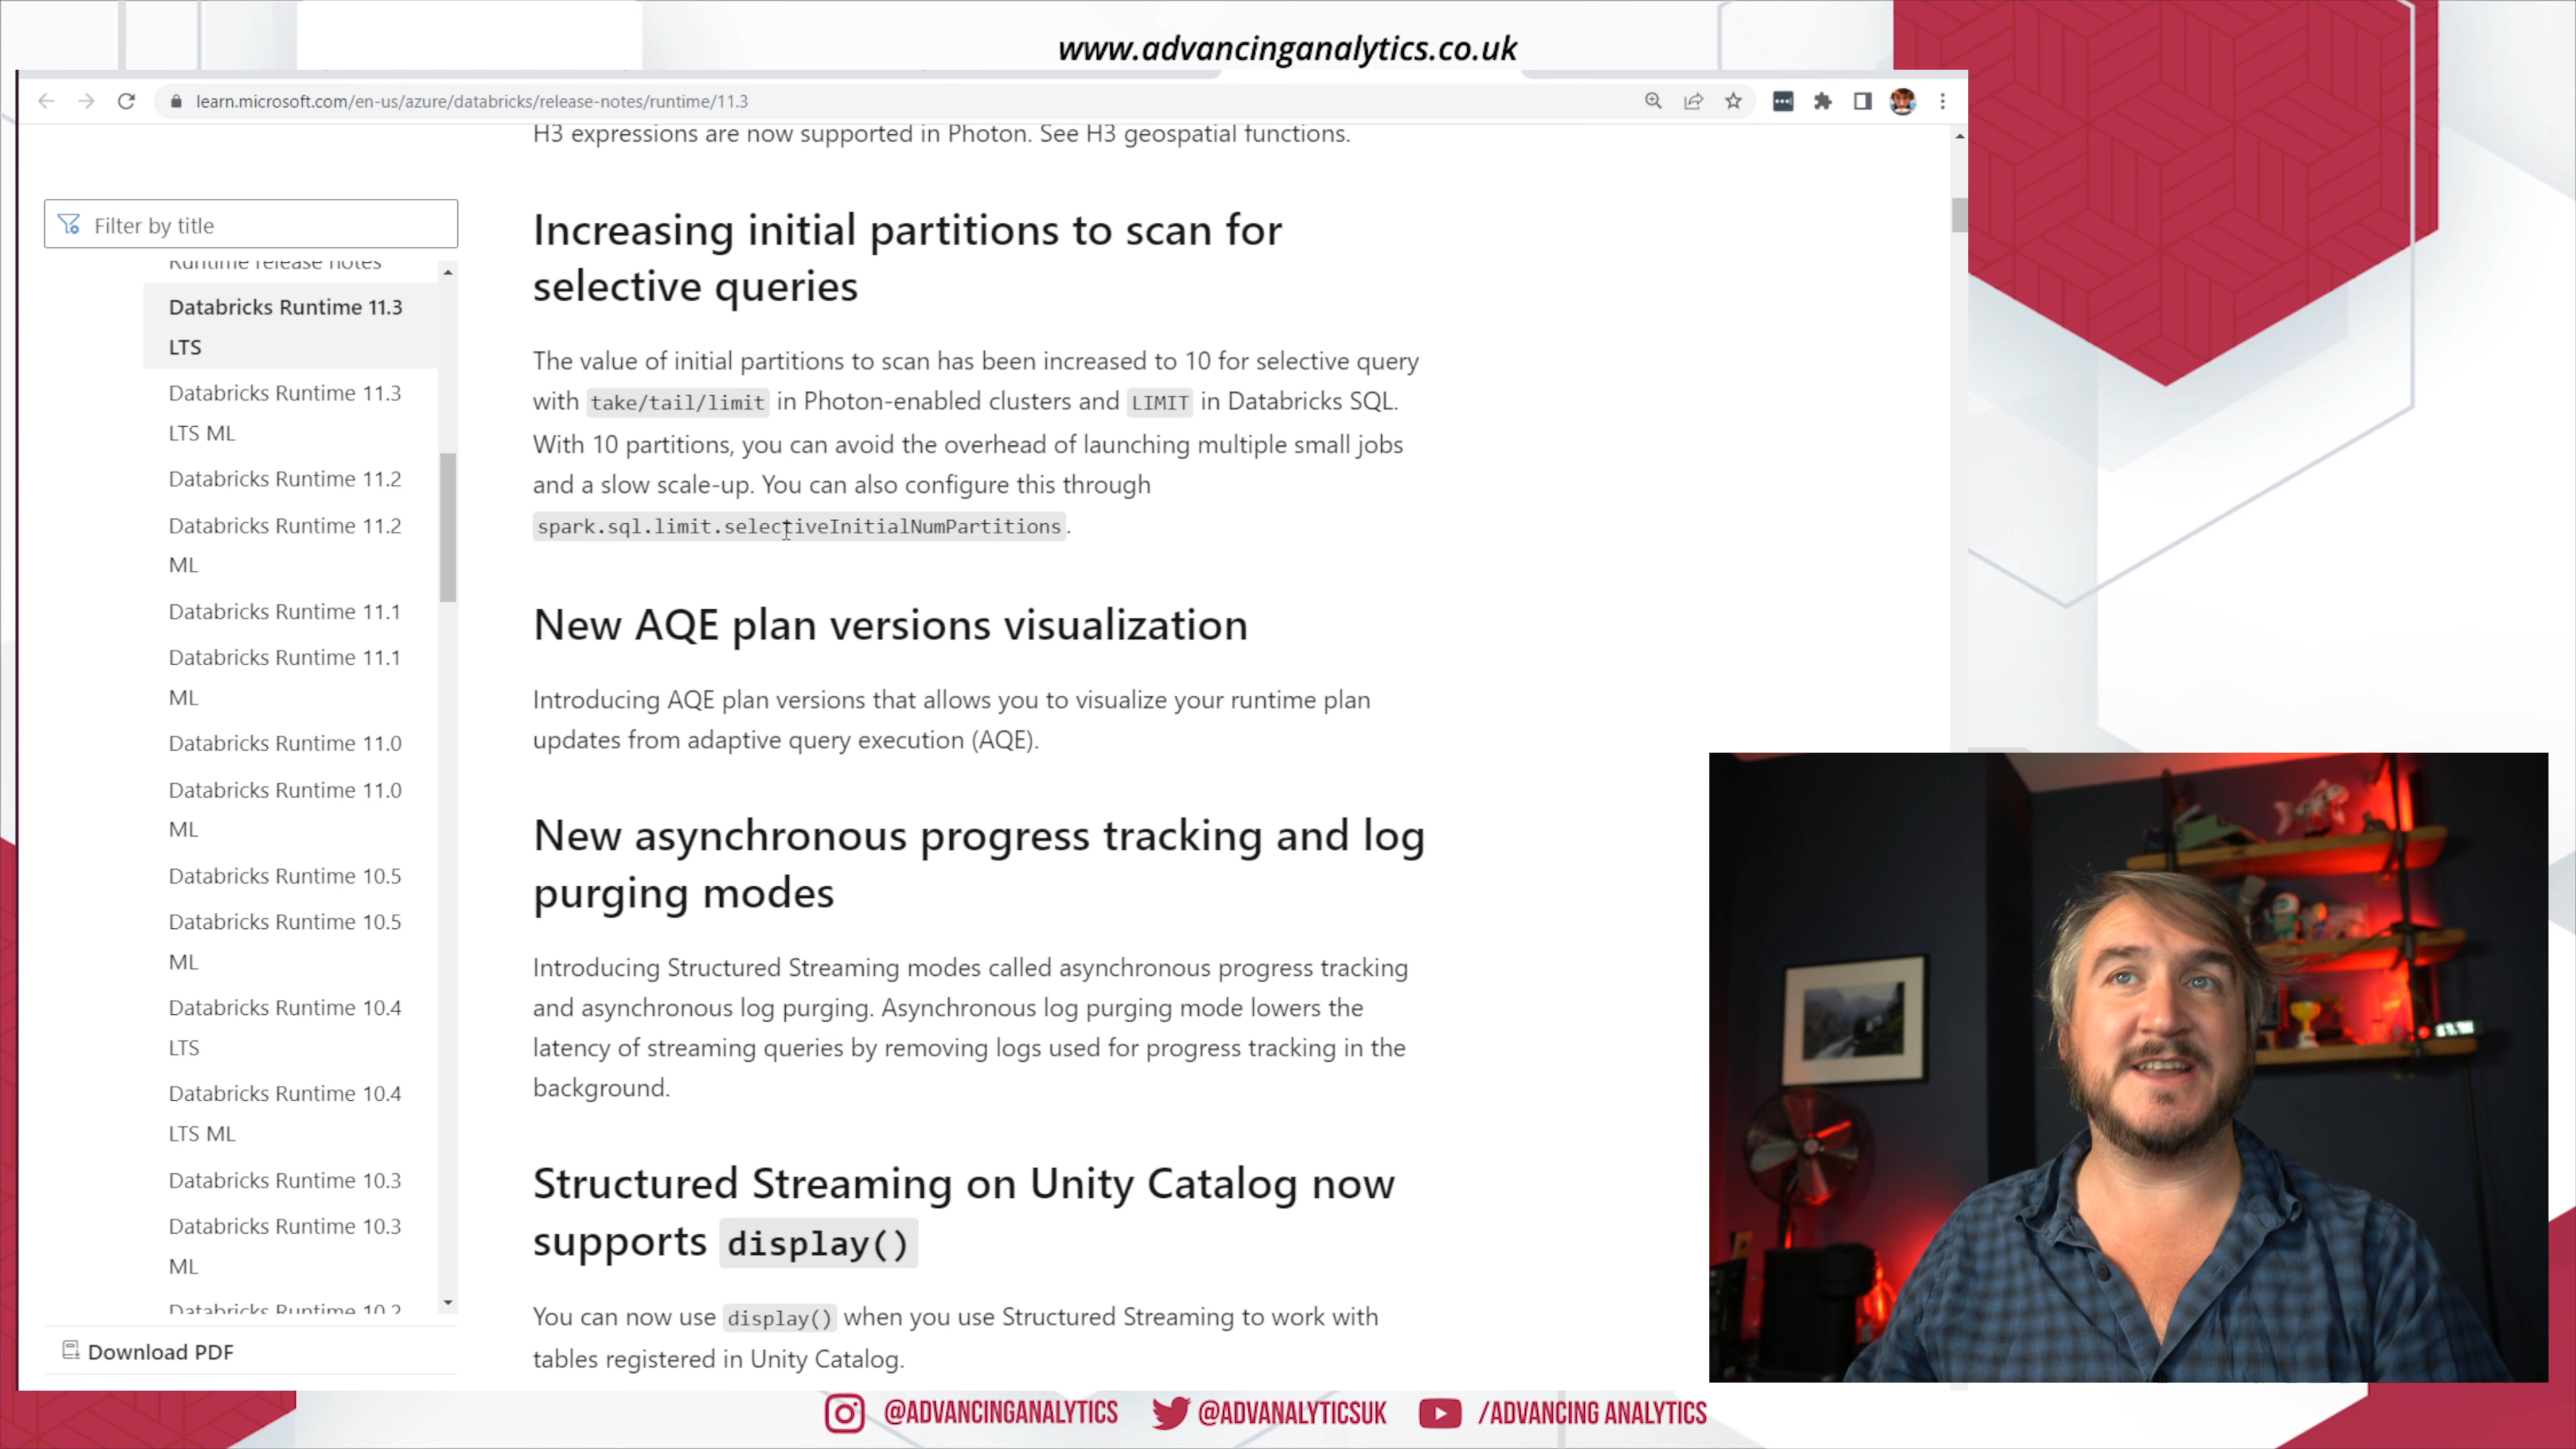 www.advancinganalytics.co.uk
learn.microsoft.com/en-us/azure/databricks/release-notes/runtime/11.3
H3 expressions are now supported in Photon. See H3 geospatial functions.
Filter by title
Runtime release notes
Databricks Runtime 11.3
LTS
Databricks Runtime 11.3
LTS ML
Databricks Runtime 11.2
Databricks Runtime 11.2
ML
Databricks Runtime 11.1
Databricks Runtime 11.1
ML
Databricks Runtime 11.0
Databricks Runtime 11.0
ML
Databricks Runtime 10.5
Databricks Runtime 10.5
ML
Databricks Runtime 10.4
LTS
Databricks Runtime 10.4
LTS ML
Databricks Runtime 10.3
Databricks Runtime 10.3
ML
Databricks Runtime 10.2
Download PDF
Increasing initial partitions to scan for
selective queries
The value of initial partitions to scan has been increased to 10 for selective query
with take/tail/limit in Photon-enabled clusters and LIMIT in Databricks SQL.
With 10 partitions, you can avoid the overhead of launching multiple small jobs
and a slow scale-up. You can also configure this through
spark.sql.limit.selectiveInitialNumPartitions.
New AQE plan versions visualization
Introducing AQE plan versions that allows you to visualize your runtime plan
updates from adaptive query execution (AQE).
New asynchronous progress tracking and log
purging modes
Introducing Structured Streaming modes called asynchronous progress tracking
and asynchronous log purging. Asynchronous log purging mode lowers the
latency of streaming queries by removing logs used for progress tracking in the
background.
Structured Streaming on Unity Catalog now
supports display()
You can now use display() when you use Structured Streaming to work with
tables registered in Unity Catalog.
@ADVANCINGANALYTICS @ADVANALYTICSUK /ADVANCING ANALYTICS